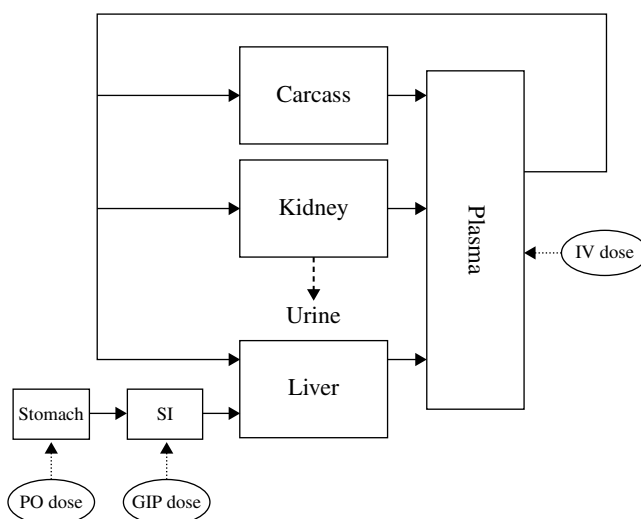 Carcass
Kidney
Plasma
IV dose
Urine
Liver
Stomach
SI
PO dose
GIP dose